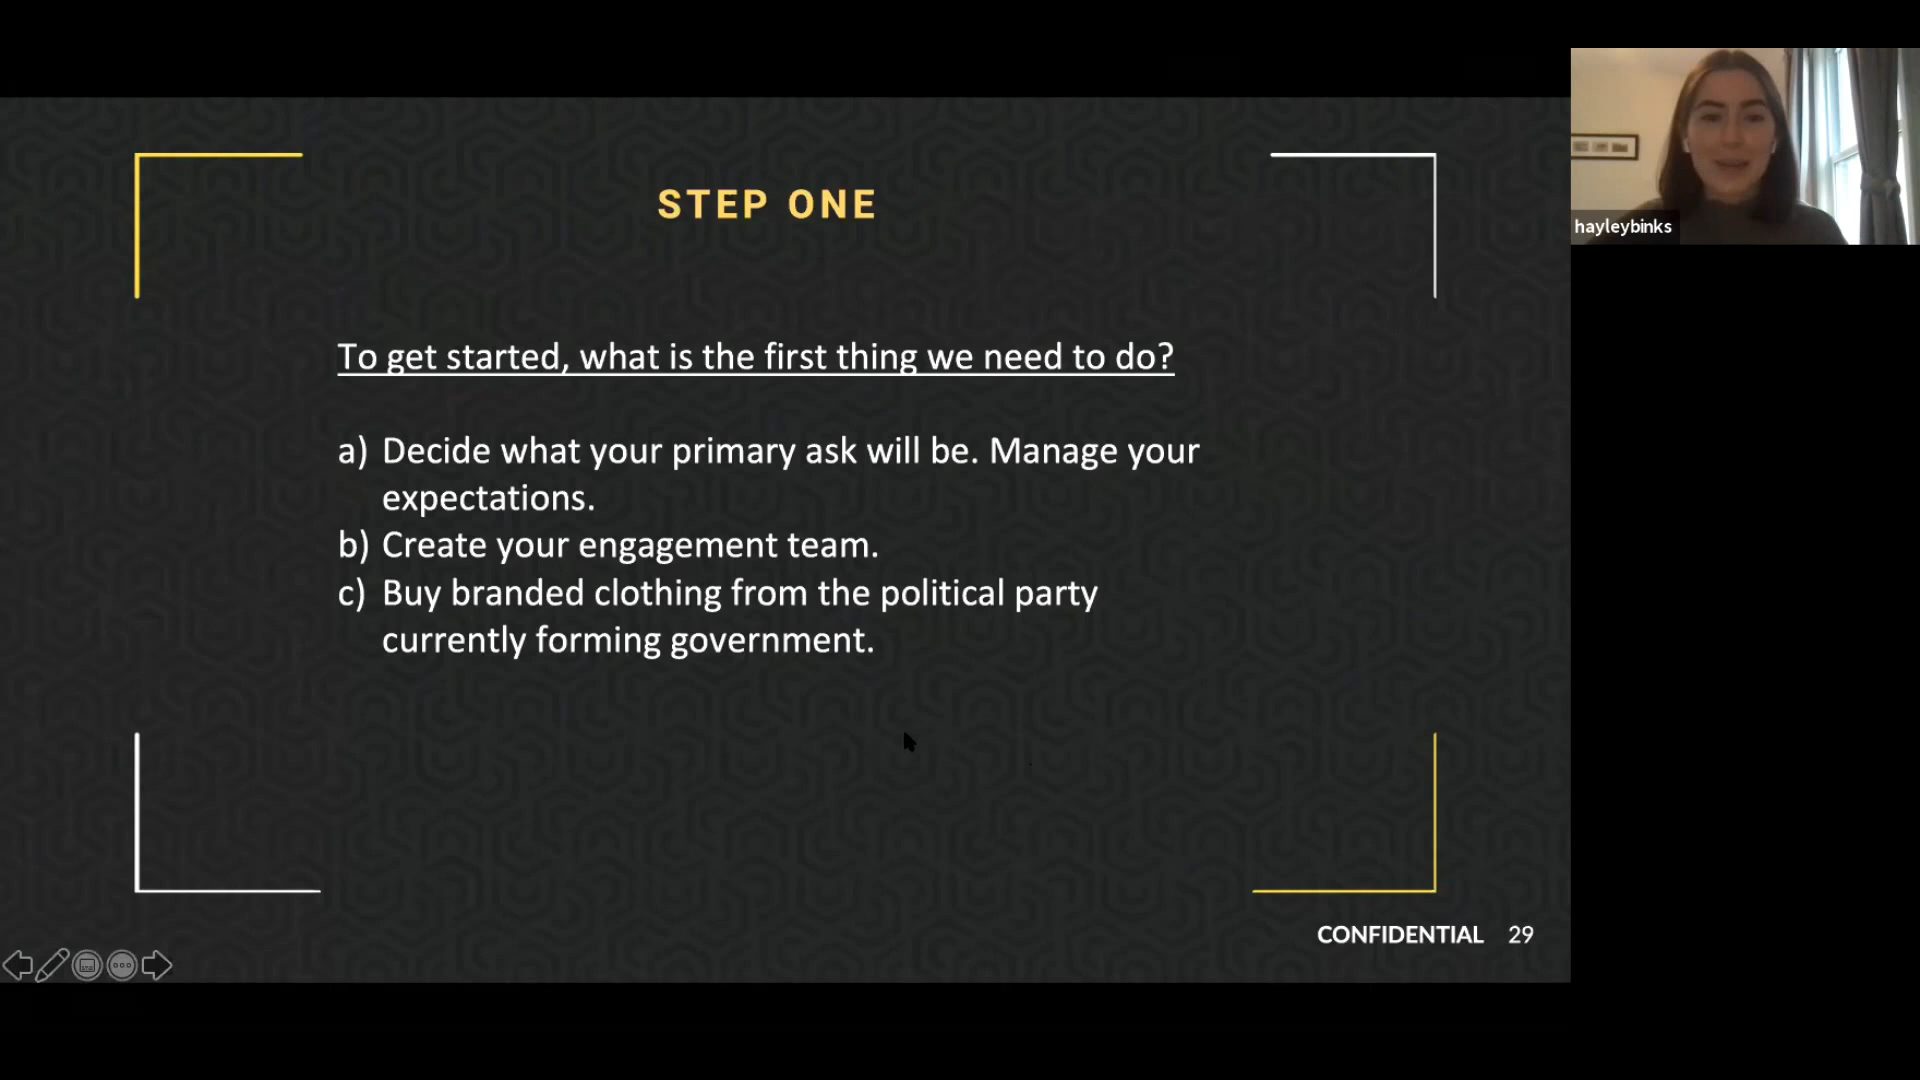 STEP ONE
hayleybinks
To get started, what is the first thing we need to do?
a) Decide what your primary ask will be. Manage your
expectations.
b) Create your engagement team.
c) Buy branded clothing from the political party
currently forming government.
CONFIDENTIAL 29